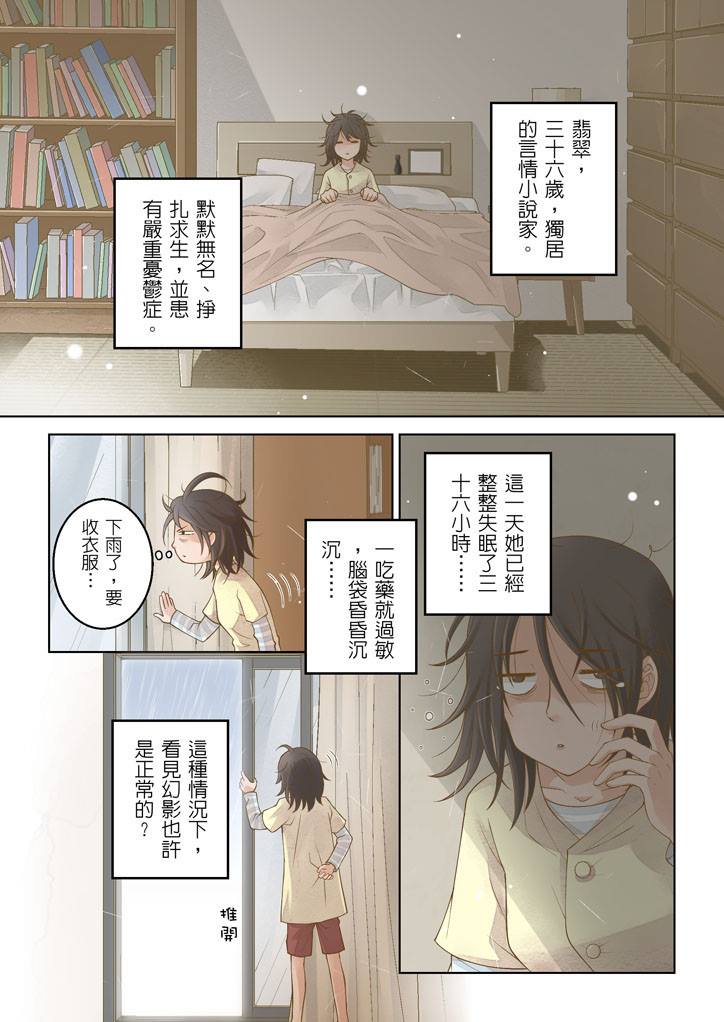 翡翠，
三十六歲，獨居
的言情小說家。
默默無名、掙
扎求生，並患
有嚴重憂鬱症。
這一天她已經
整整失眠了三
十六小時……
一吃藥就過敏
，腦袋昏昏沉
沉……
下雨了，要
收衣服…
這種情況下，
看見幻影也許
是正常的？
推開